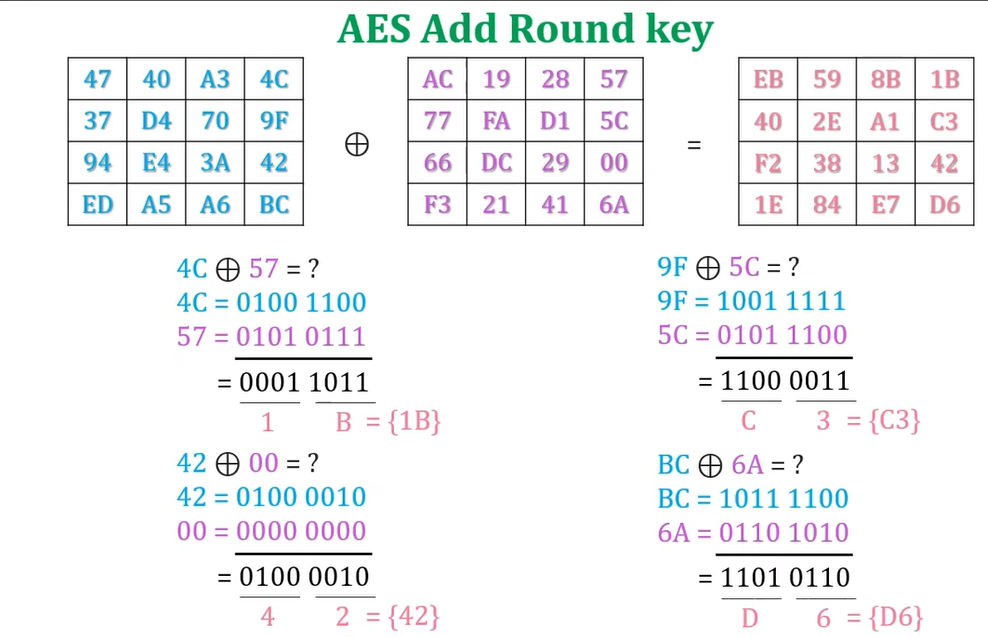 AES Add Round key
47 40 A3 4C AC 19 28 57 EB 59 8B 1B
37 D4 70 9F 77 FA D1 5C 40 2E A1 C3
⊕ =
94 E4 3A 42 66 DC 29 00 F2 38 13 42
ED A5 A6 BC F3 21 41 6A 1E 84 E7 D6
4C ⊕ 57 = ?
4C = 0100 1100
57 = 0101 0111
= 0001 1011
1 B = {1B}
9F ⊕ 5C = ?
9F = 1001 1111
5C = 0101 1100
= 1100 0011
C 3 = {C3}
42 ⊕ 00 = ?
42 = 0100 0010
00 = 0000 0000
= 0100 0010
4 2 = {42}
BC ⊕ 6A = ?
BC = 1011 1100
6A = 0110 1010
= 1101 0110
D 6 = {D6}